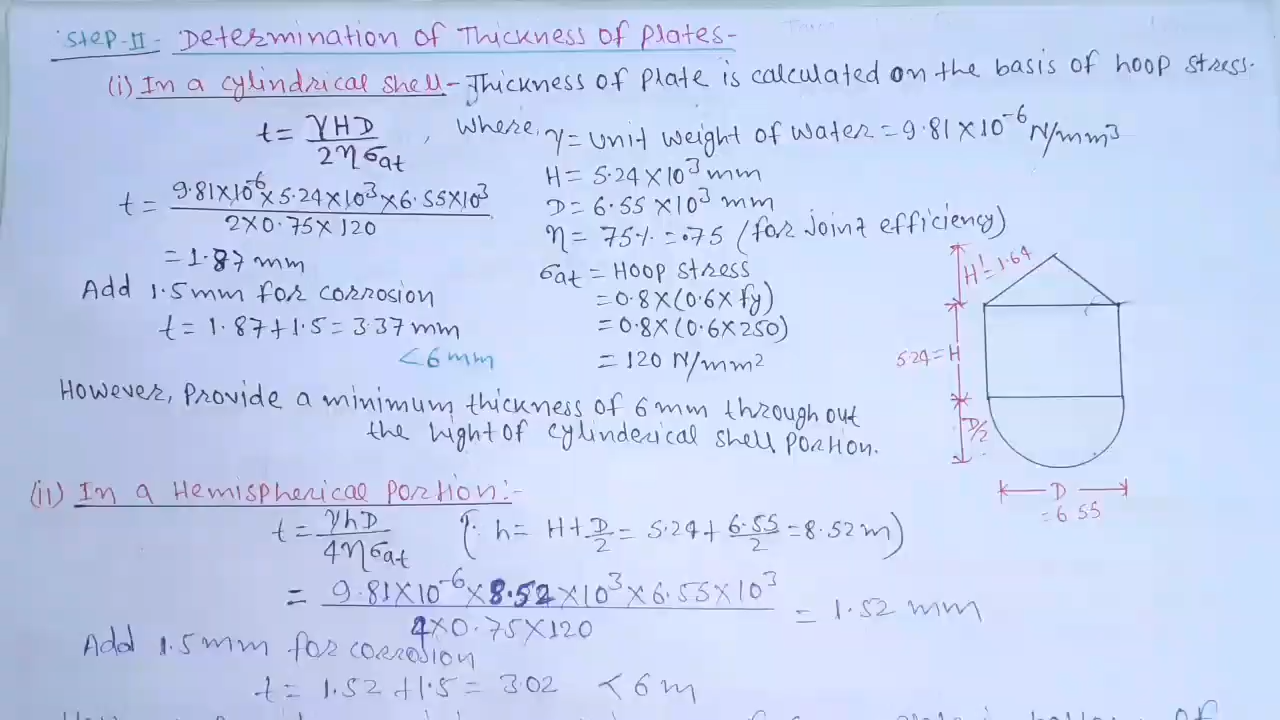 Step-II - Determination of Thickness of Plates-
(i) In a cylindrical shell - Thickness of Plate is calculated on the basis of hoop stress.
t = γHD / 2ησat , where, γ = Unit weight of water = 9.81×10⁻⁶ N/mm³
H = 5.24×10³ mm
t = 9.81×10⁻⁶×5.24×10³×6.55×10³ / 2×0.75×120
D = 6.55×10³ mm
η = 75% = .75 (for joint efficiency)
= 1.87 mm
σat = Hoop stress
Add 1.5mm for corrosion
= 0.8×(0.6×fy)
t = 1.87+1.5 = 3.37 mm
= 0.8×(0.6×250)
<6mm
= 120 N/mm²
However, Provide a minimum thickness of 6mm throughout
the hight of cylinderical shell portion.
H' = 1.64
5.24 = H
D/2
D
= 6.55
(ii) In a Hemispherical Portion:-
t = γhD / 4ησat (∵ h = H+D/2 = 5.24+6.55/2 = 8.52m)
= 9.81×10⁻⁶×8.52×10³×6.55×10³ / 4×0.75×120 = 1.52 mm
Add 1.5mm for corrosion
t = 1.52+1.5 = 3.02 <6m